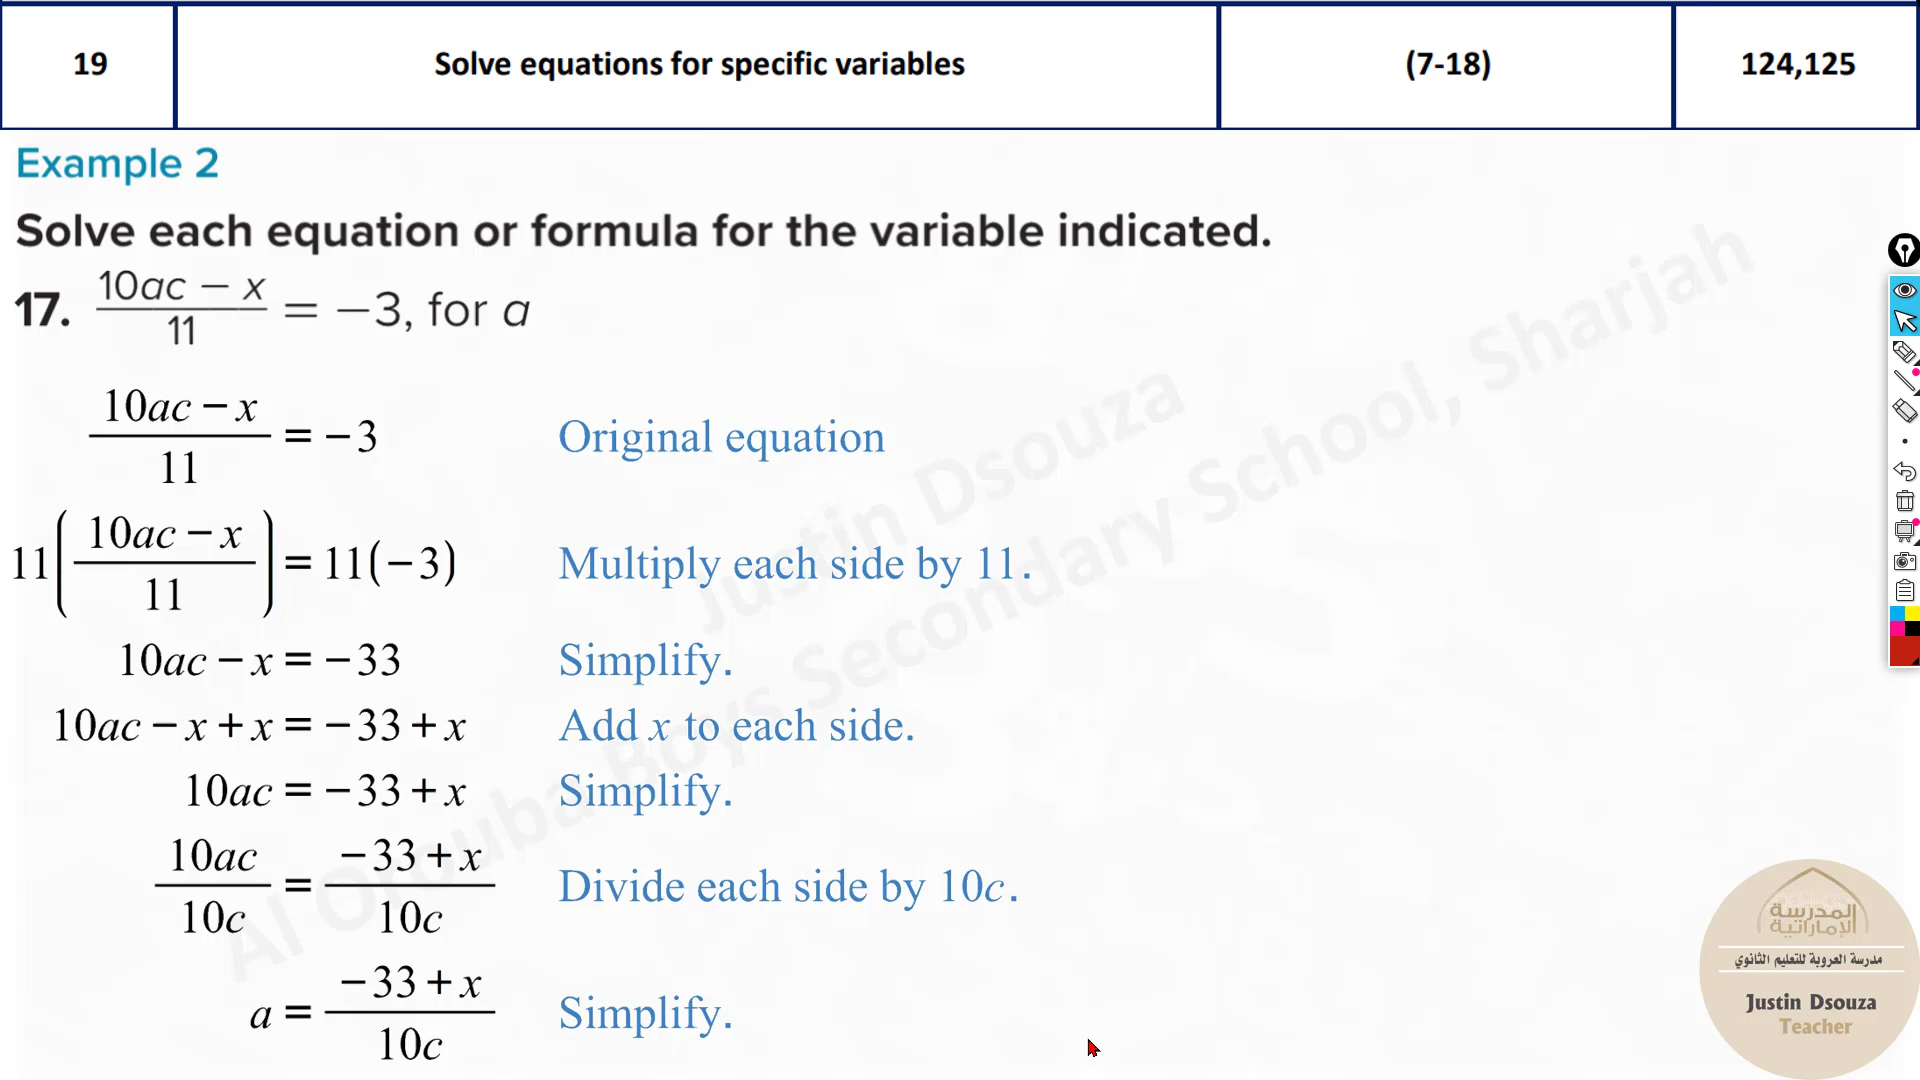 19 Solve equations for specific variables (7-18) 124,125
Example 2
Solve each equation or formula for the variable indicated.
17. (10ac − x)/11 = −3, for a
(10ac − x)/11 = −3 Original equation
11((10ac − x)/11) = 11(−3) Multiply each side by 11.
10ac − x = −33 Simplify.
10ac − x + x = −33 + x Add x to each side.
10ac = −33 + x Simplify.
10ac/10c = (−33 + x)/10c Divide each side by 10c.
a = (−33 + x)/10c Simplify.
Justin Dsouza
Al Orouba Boys Secondary School, Sharjah
المدرسة
الإماراتية
مدرسة العروبة للتعليم الثانوي
Justin Dsouza
Teacher